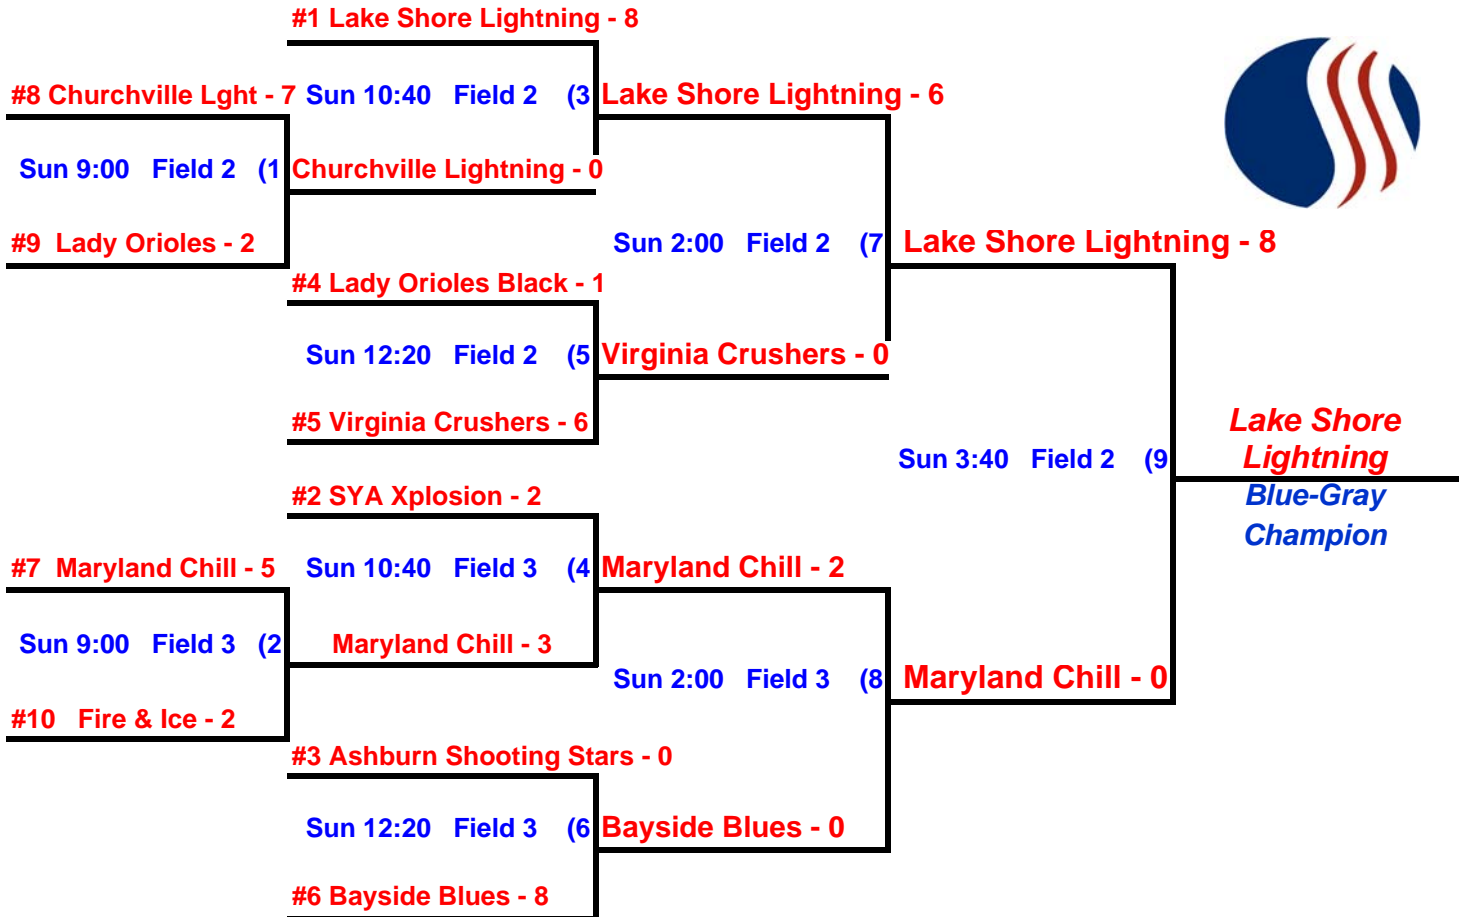 #1 Lake Shore Lightning - 8
#8 Churchville Lght - 7 Sun 10:40 Field 2 (3 Lake Shore Lightning - 6
Sun 9:00 Field 2 (1 Churchville Lightning - 0
#9 Lady Orioles - 2 Sun 2:00 Field 2 (7 Lake Shore Lightning - 8
#4 Lady Orioles Black - 1
Sun 12:20 Field 2 (5 Virginia Crushers - 0
#5 Virginia Crushers - 6
Lake Shore
Lightning
Sun 3:40 Field 2 (9
Blue-Gray
Champion
#2 SYA Xplosion - 2
#7 Maryland Chill - 5 Sun 10:40 Field 3 (4 Maryland Chill - 2
Sun 9:00 Field 3 (2 Maryland Chill - 3
Sun 2:00 Field 3 (8 Maryland Chill - 0
#10 Fire & Ice - 2
#3 Ashburn Shooting Stars - 0
Sun 12:20 Field 3 (6 Bayside Blues - 0
#6 Bayside Blues - 8